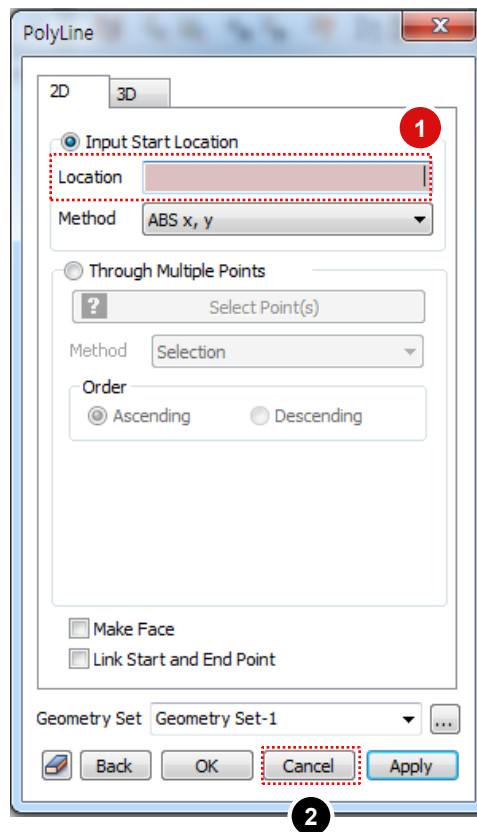 PolyLine
2D 3D
1
Input Start Location
Location
Method ABS x, y
Through Multiple Points
? Select Point(s)
Method Selection
Order
Ascending Descending
Make Face
Link Start and End Point
Geometry Set Geometry Set-1 ...
Back OK Cancel Apply
2